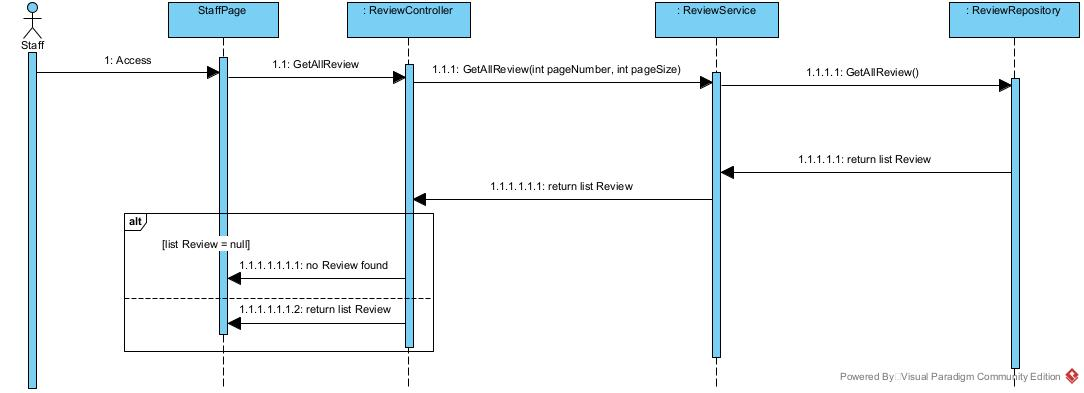 StaffPage
: ReviewController
: ReviewService
: ReviewRepository
Staff
1: Access
1.1: GetAllReview
1.1.1: GetAllReview(int pageNumber, int pageSize)
1.1.1.1: GetAllReview()
1.1.1.1.1: return list Review
1.1.1.1.1.1: return list Review
alt
[list Review = null]
1.1.1.1.1.1.1: no Review found
1.1.1.1.1.1.2: return list Review
Powered By Visual Paradigm Community Edition